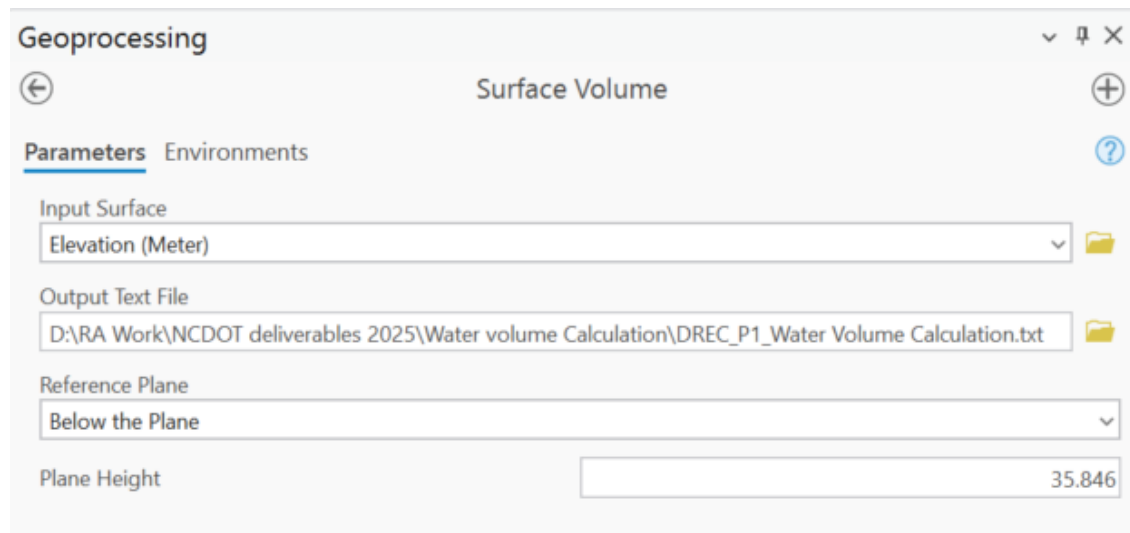 Geoprocessing
Surface Volume
Parameters Environments
Input Surface
Elevation (Meter)
Output Text File
D:\RA Work\NCDOT deliverables 2025\Water volume Calculation\DREC_P1_Water Volume Calculation.txt
Reference Plane
Below the Plane
Plane Height 35.846